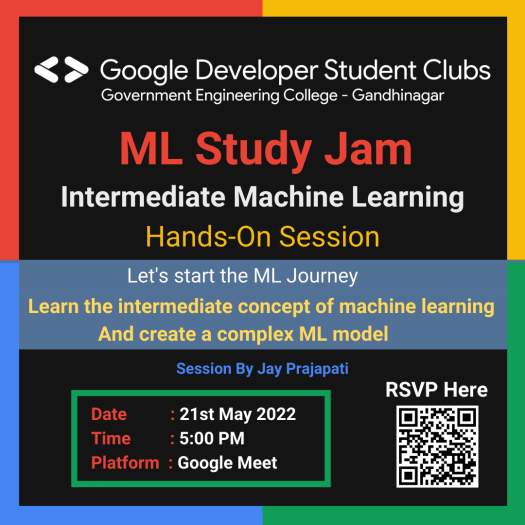 Google Developer Student Clubs
Government Engineering College - Gandhinagar
ML Study Jam
Intermediate Machine Learning
Hands-On Session
Let's start the ML Journey
Learn the intermediate concept of machine learning
And create a complex ML model
Session By Jay Prajapati
RSVP Here
Date : 21st May 2022
Time : 5:00 PM
Platform : Google Meet